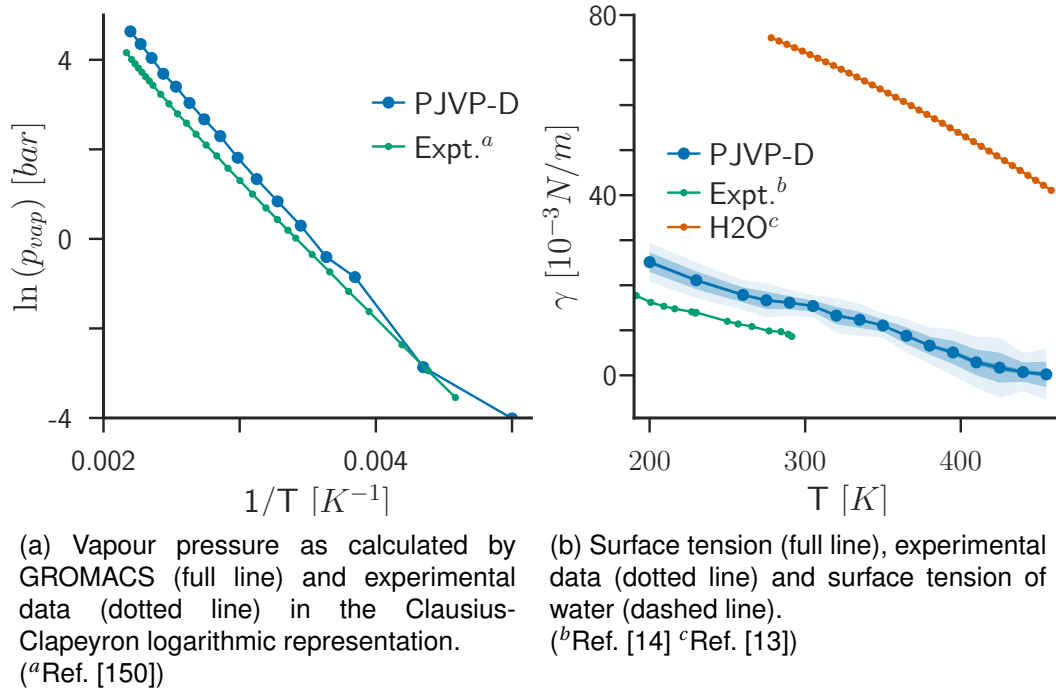 4
0
-4
ln (p_vap) [bar]
PJVP-D
Expt.ᵃ
0.002
0.004
1/T [K⁻¹]
80
40
0
γ [10⁻³N/m]
PJVP-D
Expt.ᵇ
H2Oᶜ
200
300
400
T [K]
(a) Vapour pressure as calculated by
GROMACS (full line) and experimental
data (dotted line) in the Clausius-
Clapeyron logarithmic representation.
(ᵃRef. [150])
(b) Surface tension (full line), experimental
data (dotted line) and surface tension of
water (dashed line).
(ᵇRef. [14] ᶜRef. [13])